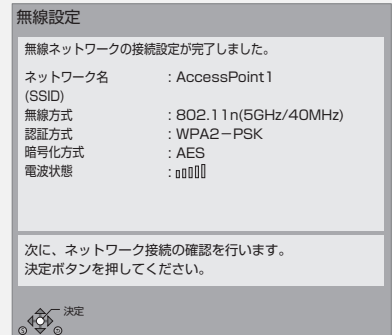 無線設定
無線ネットワークの接続設定が完了しました。
ネットワーク名 : AccessPoint1
(SSID)
無線方式 : 802.11n(5GHz/40MHz)
認証方式 : WPA2－PSK
暗号化方式 : AES
電波状態 :
次に、ネットワーク接続の確認を行います。
決定ボタンを押してください。
決定